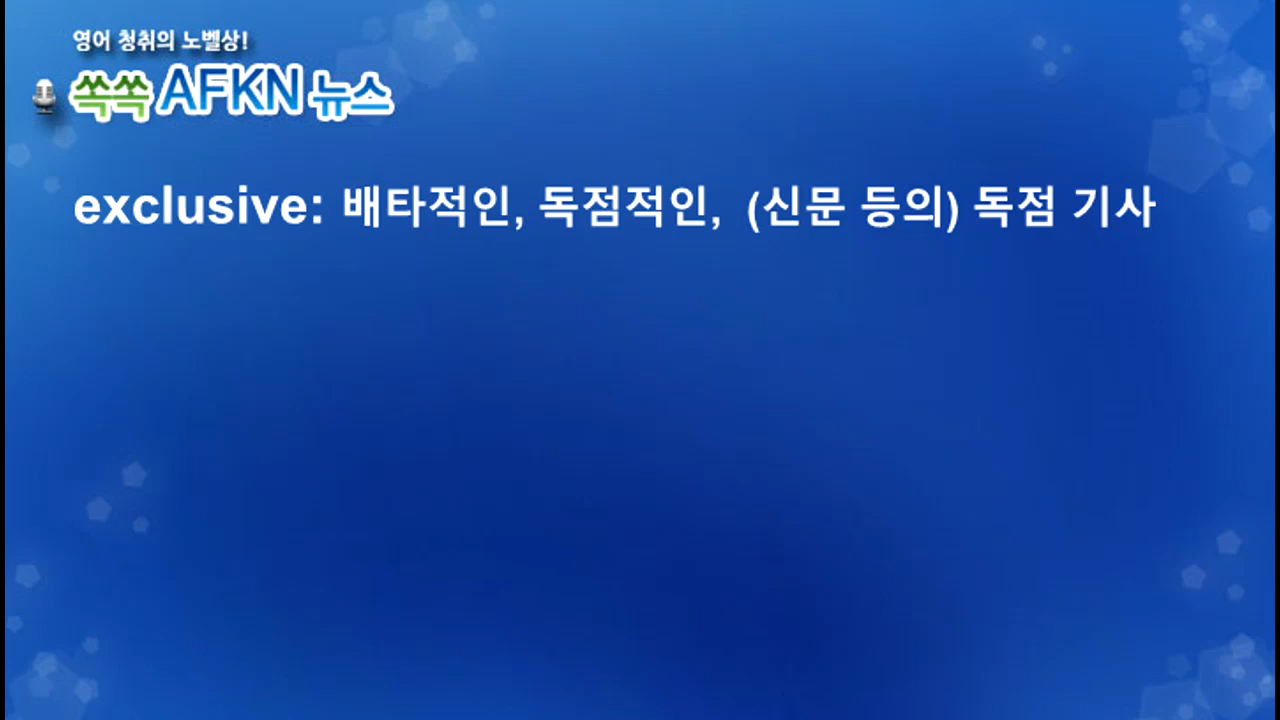 영어 청취의 노벨상!
쏙쏙 AFKN 뉴스
exclusive: 배타적인, 독점적인, (신문 등의) 독점 기사